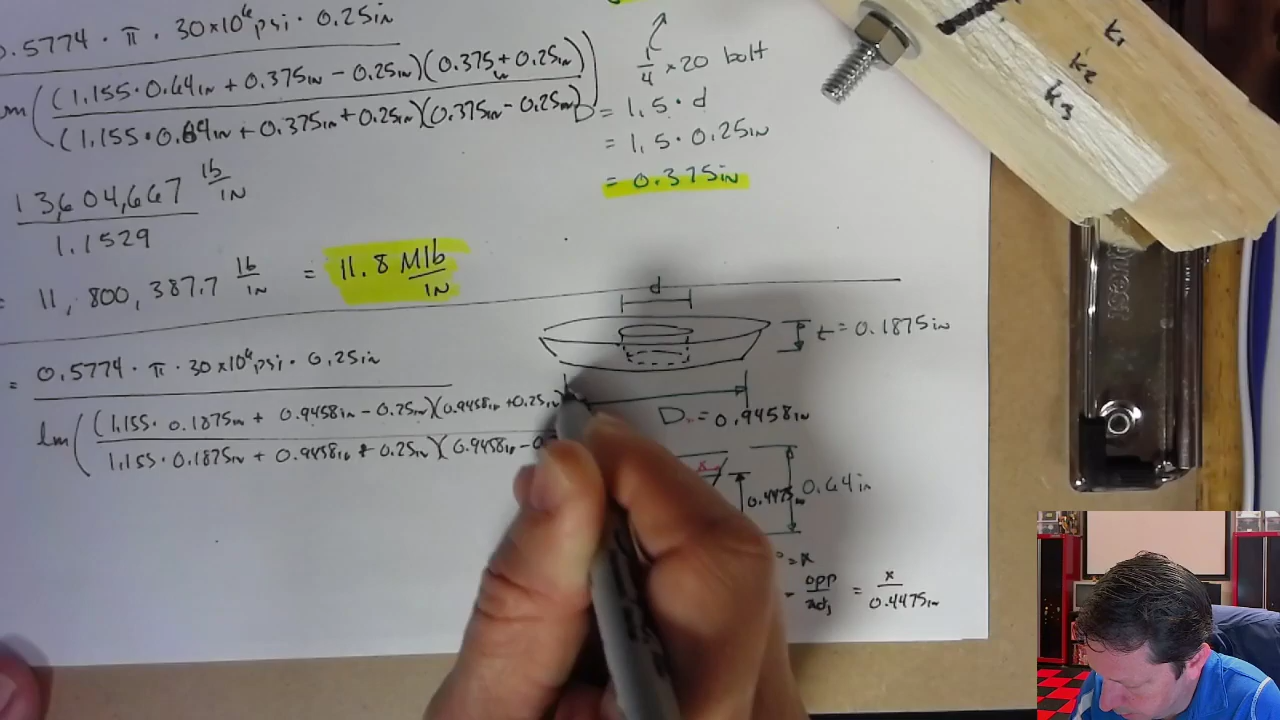 0.5774 · π · 30x10⁶psi · 0.25in
((1.155·0.64in + 0.375in - 0.25in)(0.375in + 0.25in))
((1.155·0.64in + 0.375in + 0.25in)(0.375in - 0.25in))
13,604,667 lb/in
1.1529
= 11,800,387.7 lb/in = 11.8 Mlb/in
1/4 x 20 bolt
D = 1.5 · d
= 1.5 · 0.25in
= 0.375in
k1
k2
k3
d
t = 0.1875in
D = 0.9458in
= 0.5774 · π · 30x10⁶psi · 0.25in
ln((1.155 · 0.1875in + 0.9458in - 0.25in)(0.9458in + 0.25in)
(1.155 · 0.1875in + 0.9458in + 0.25in)(0.9458in - 0
0.4475in 0.64in
° = x
opp/adj = x/0.4475in